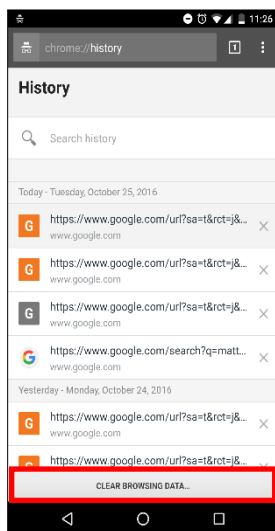 11:26
chrome://history
1
History
Search history
Today - Tuesday, October 25, 2016
G
https://www.google.com/url?sa=t&rct=j&...
www.google.com
G
https://www.google.com/url?sa=t&rct=j&...
www.google.com
G
https://www.google.com/url?sa=t&rct=j&...
www.google.com
G
https://www.google.com/search?q=matt...
www.google.com
Yesterday - Monday, October 24, 2016
G
https://www.google.com/url?sa=t&rct=j&...
www.google.com
G
https://www.google.com/url?sa=t&rct=j&...
CLEAR BROWSING DATA...